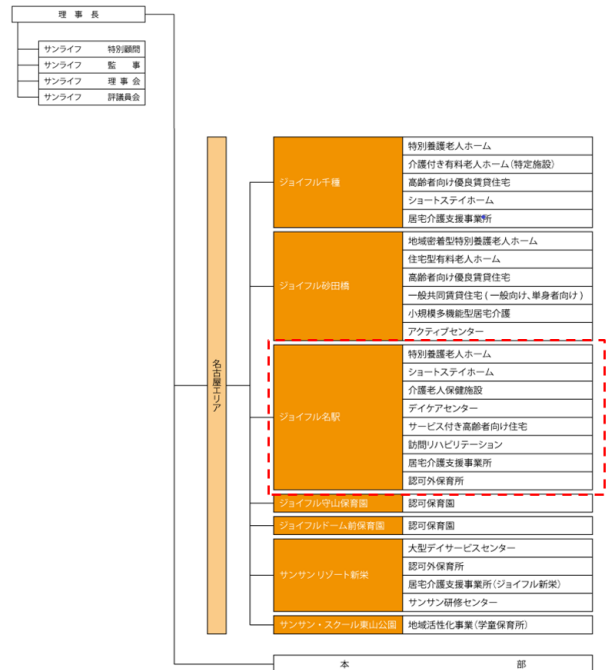 理事長
サンライフ 特別顧問
サンライフ 監事
サンライフ 理事会
サンライフ 評議員会
名古屋エリア
ジョイフル千種
特別養護老人ホーム
介護付き有料老人ホーム(特定施設)
高齢者向け優良賃貸住宅
ショートステイホーム
居宅介護支援事業所
ジョイフル砂田橋
地域密着型特別養護老人ホーム
住宅型有料老人ホーム
高齢者向け優良賃貸住宅
一般共同賃貸住宅(一般向け、単身者向け)
小規模多機能型居宅介護
アクティブセンター
ジョイフル名駅
特別養護老人ホーム
ショートステイホーム
介護老人保健施設
デイケアセンター
サービス付き高齢者向け住宅
訪問リハビリテーション
居宅介護支援事業所
認可外保育所
ジョイフル守山保育園
認可保育園
ジョイフルドーム前保育園
認可保育園
サンサンリゾート新栄
大型デイサービスセンター
認可外保育所
居宅介護支援事業所(ジョイフル新栄)
サンサン研修センター
サンサン・スクール東山公園
地域活性化事業(学童保育所)
本部